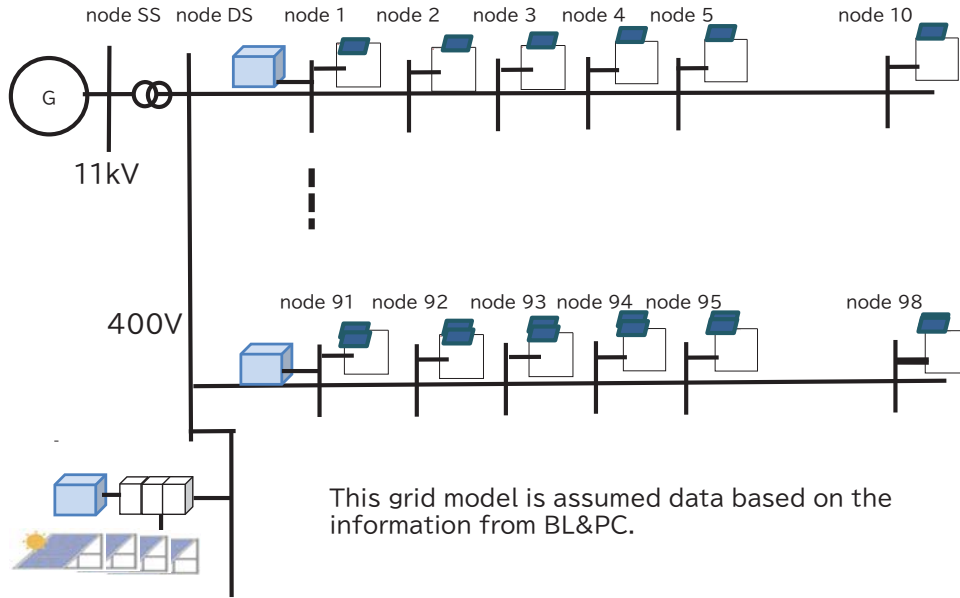 node SS node DS node 1 node 2 node 3 node 4 node 5 node 10
G
11kV
node 91 node 92 node 93 node 94 node 95 node 98
400V
-
This grid model is assumed data based on the
information from BL&PC.